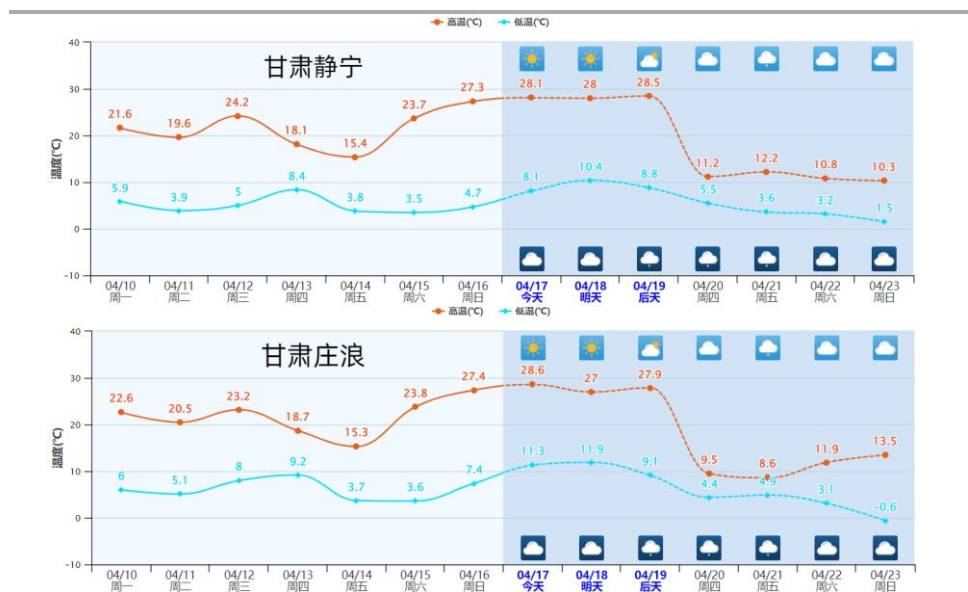 高温(℃) 低温(℃)
甘肃静宁
温度(℃)
40
30
20
10
0
-10
21.6 19.6 24.2 18.1 15.4 23.7 27.3 28.1 28 28.5 11.2 12.2 10.8 10.3
5.9 3.9 5 8.4 3.8 3.5 4.7 8.1 10.4 8.8 5.5 3.6 3.2 1.5
04/10 04/11 04/12 04/13 04/14 04/15 04/16 04/17 04/18 04/19 04/20 04/21 04/22 04/23
周一 周二 周三 周四 周五 周六 周日 今天 明天 后天 周四 周五 周六 周日
高温(℃) 低温(℃)
甘肃庄浪
温度(℃)
40
30
20
10
0
-10
22.6 20.5 23.2 18.7 15.3 23.8 27.4 28.6 27 27.9 9.5 8.6 11.9 13.5
6 5.1 8 9.2 3.7 3.6 7.4 11.3 11.9 9.1 4.4 4.9 3.1 -0.6
04/10 04/11 04/12 04/13 04/14 04/15 04/16 04/17 04/18 04/19 04/20 04/21 04/22 04/23
周一 周二 周三 周四 周五 周六 周日 今天 明天 后天 周四 周五 周六 周日